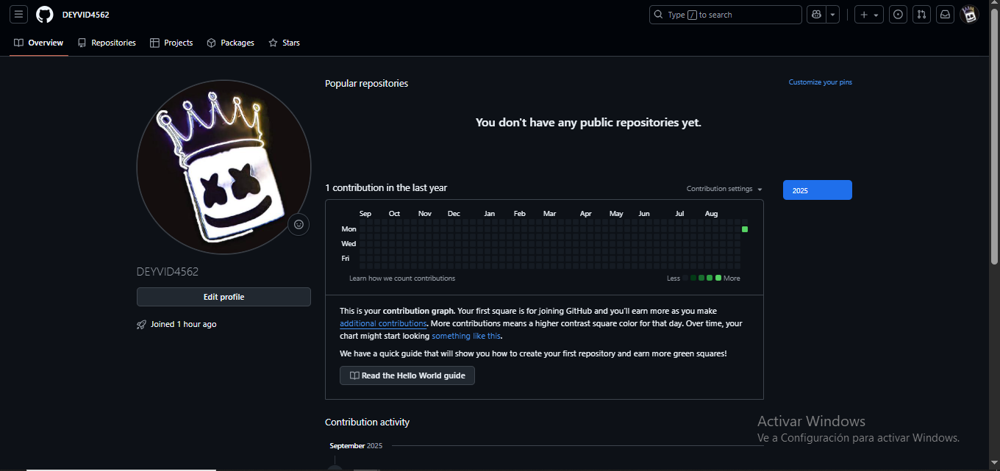 DEYVID4562
Type / to search
Overview
Repositories
Projects
Packages
Stars
Popular repositories
Customize your pins
You don't have any public repositories yet.
1 contribution in the last year
Contribution settings
2025
Sep Oct Nov Dec Jan Feb Mar Apr May Jun Jul Aug
Mon
Wed
Fri
Learn how we count contributions
Less More
DEYVID4562
Edit profile
Joined 1 hour ago
This is your contribution graph. Your first square is for joining GitHub and you'll earn more as you make
additional contributions. More contributions means a higher contrast square color for that day. Over time, your
chart might start looking something like this.
We have a quick guide that will show you how to create your first repository and earn more green squares!
Read the Hello World guide
Contribution activity
September 2025
Activar Windows
Ve a Configuración para activar Windows.